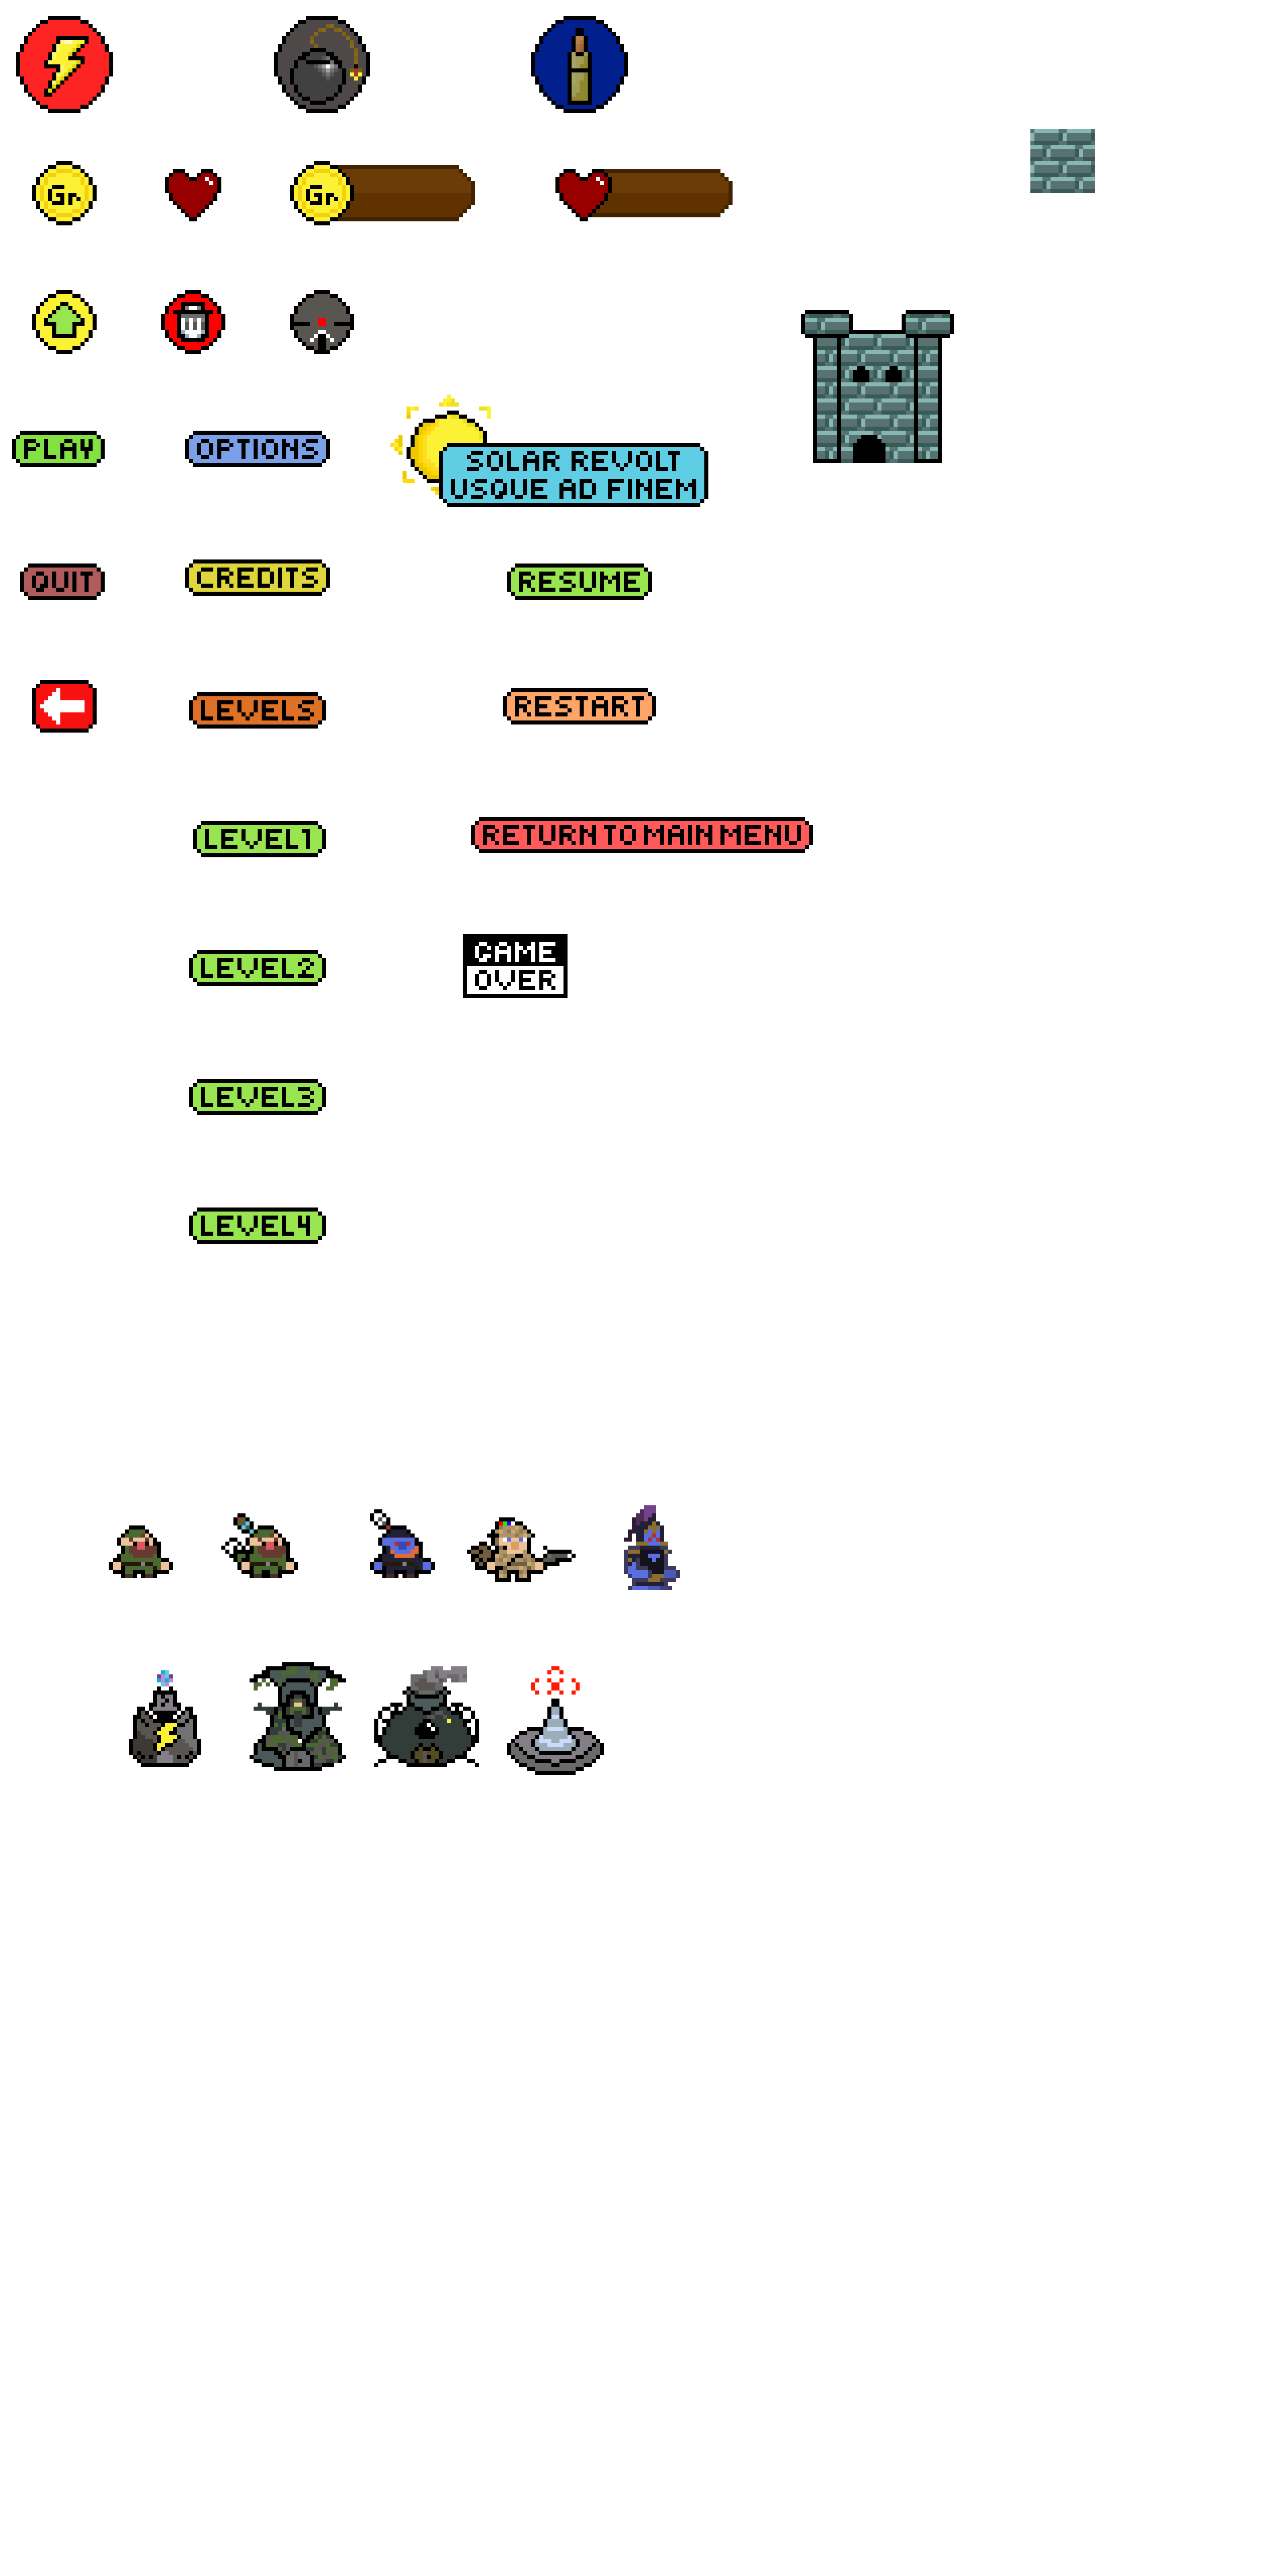 Gr
Gr
PLAY
OPTIONS
SOLAR REVOLT
USQUE AD FINEM
QUIT
CREDITS
RESUME
LEVELS
RESTART
LEVEL1
RETURN TO MAIN MENU
LEVEL2
GAME
OVER
LEVEL3
LEVEL4